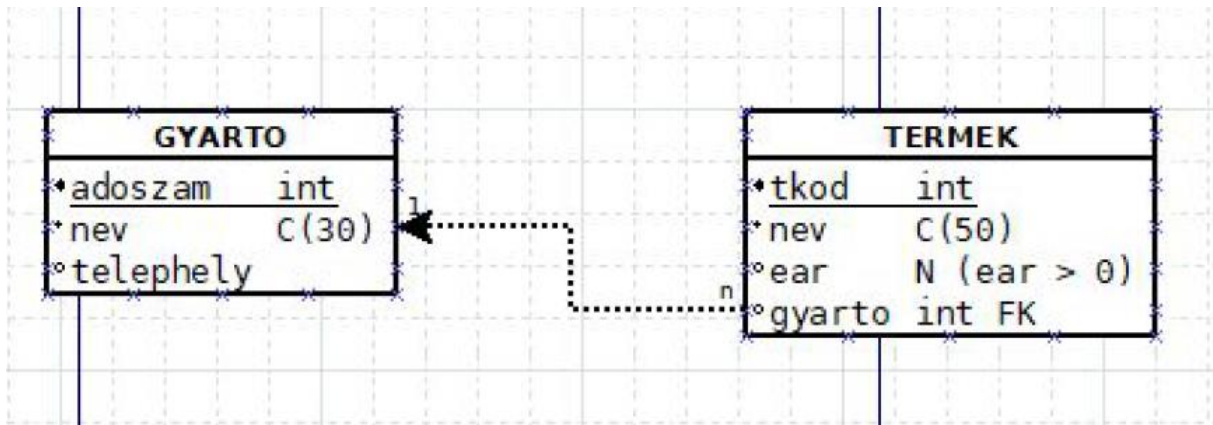 GYARTO
adoszam int
nev C(30)
telephely
1
n
TERMEK
tkod int
nev C(50)
ear N (ear > 0)
gyarto int FK